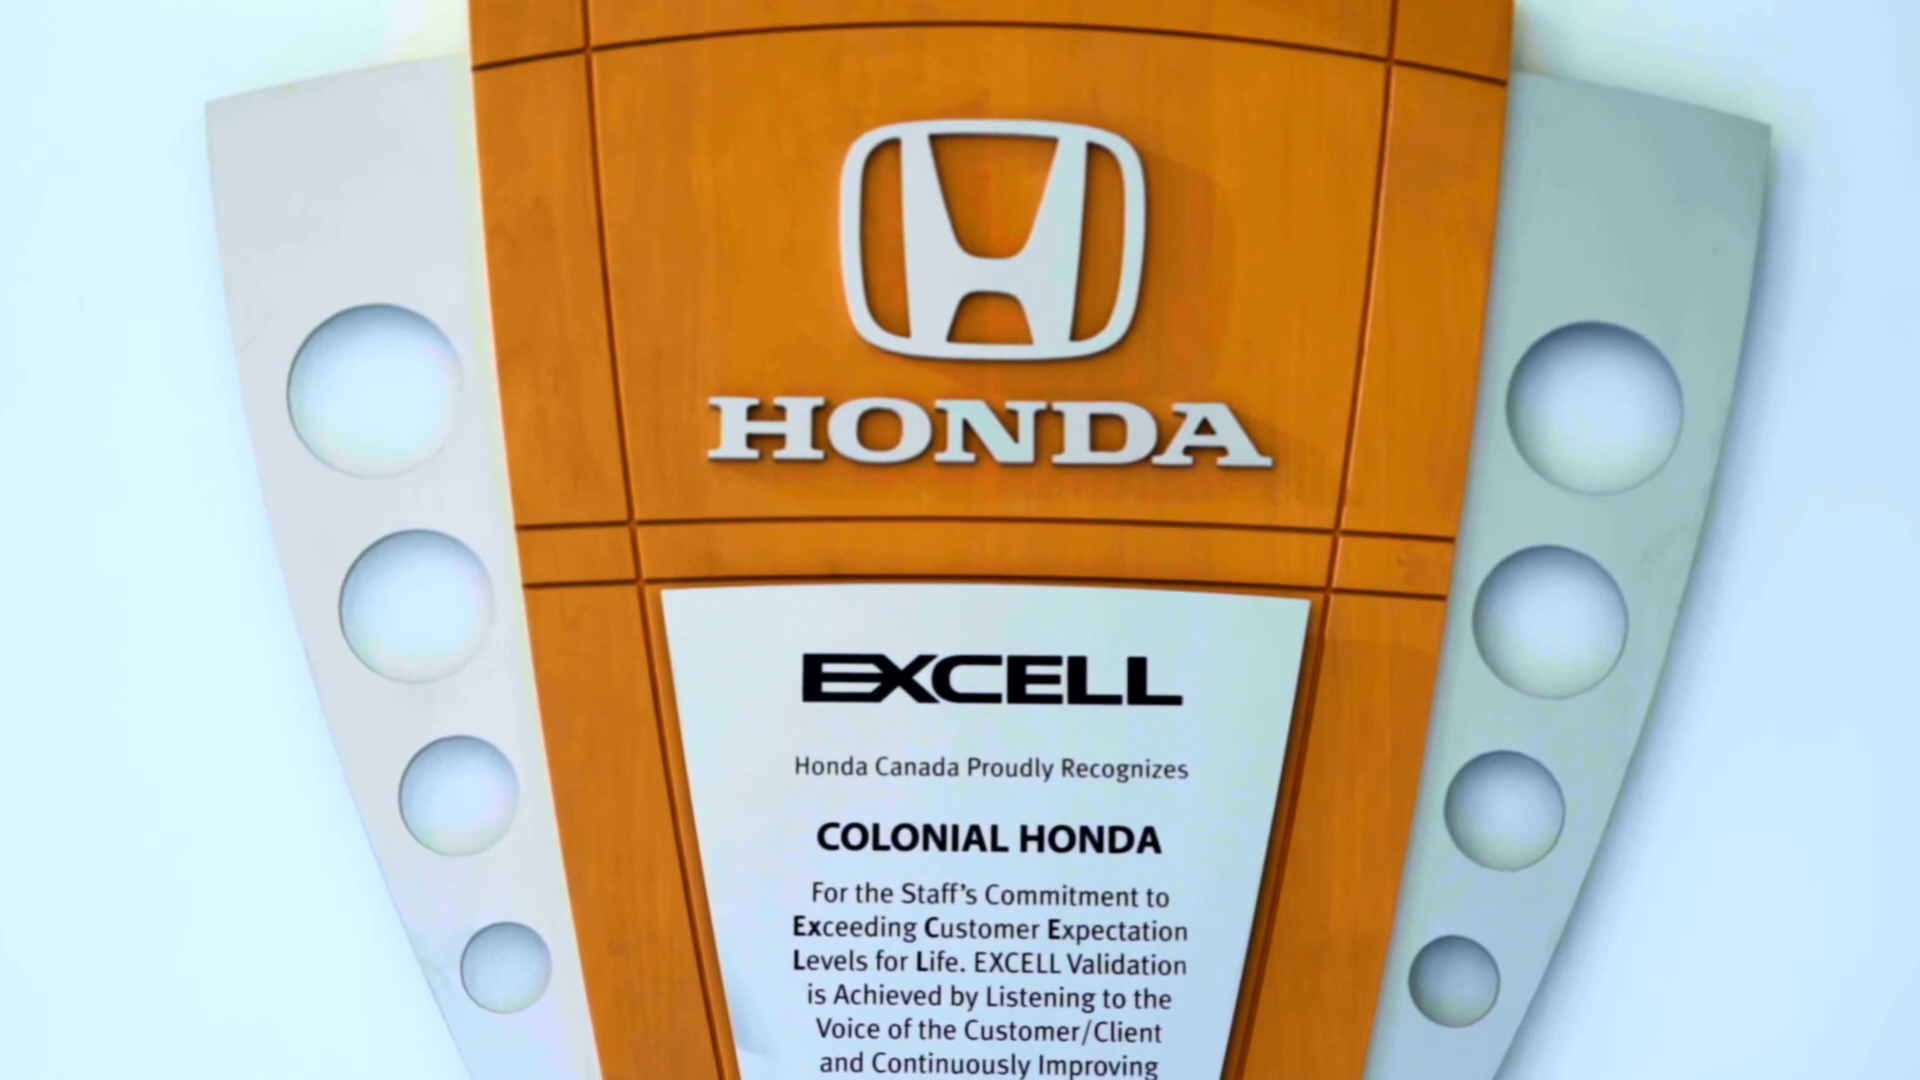 HONDA
EXCELL
Honda Canada Proudly Recognizes
COLONIAL HONDA
For the Staff's Commitment to
Exceeding Customer Expectation
Levels for Life. EXCELL Validation
is Achieved by Listening to the
Voice of the Customer/Client
and Continuously Improving